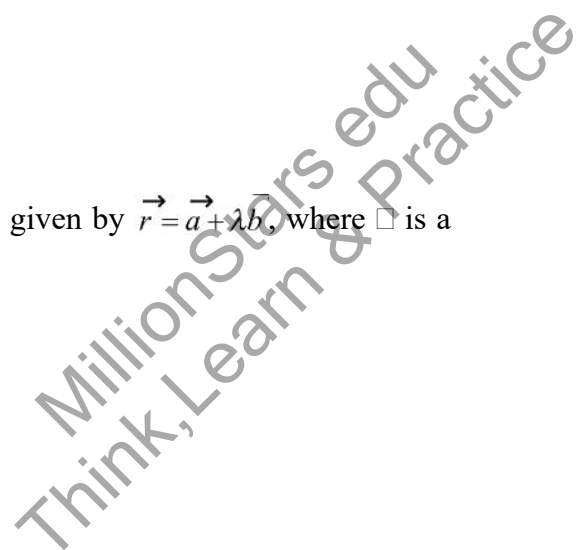 given by r⃗ = a⃗ + λb̅, where □ is a
MillionStars edu
Think,Learn & Practice